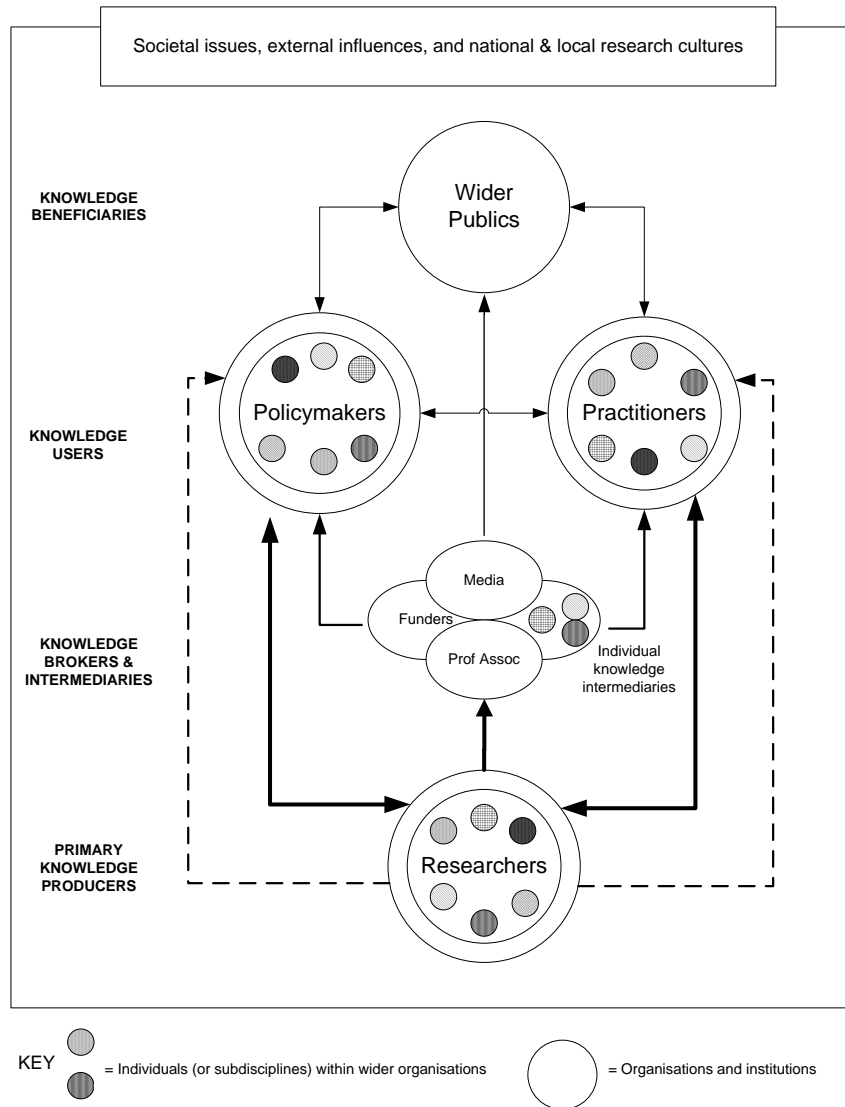 Societal issues, external influences, and national & local research cultures
KNOWLEDGE
BENEFICIARIES
Wider
Publics
Policymakers
Practitioners
KNOWLEDGE
USERS
Media
Funders
Prof Assoc
Individual
knowledge
intermediaries
KNOWLEDGE
BROKERS &
INTERMEDIARIES
PRIMARY
KNOWLEDGE
PRODUCERS
Researchers
KEY
= Individuals (or subdisciplines) within wider organisations
= Organisations and institutions